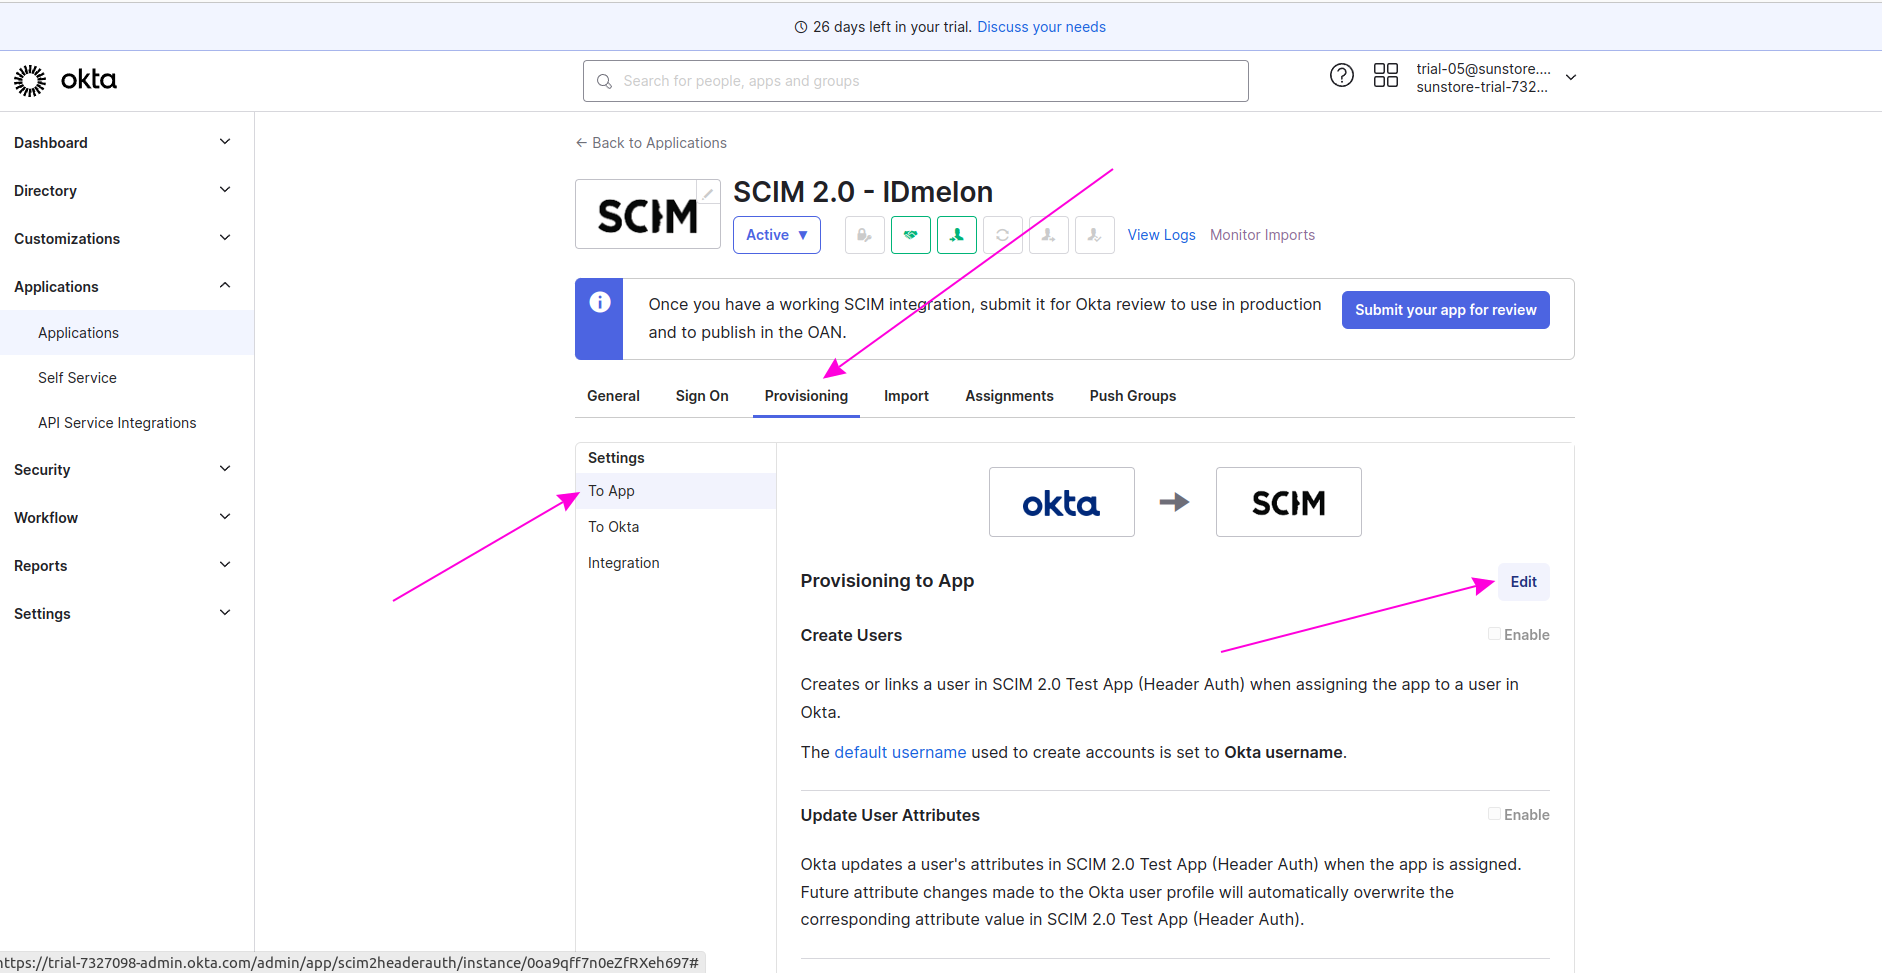 26 days left in your trial. Discuss your needs
okta
Search for people, apps and groups
trial-05@sunstore....
sunstore-trial-732...
Dashboard
Directory
Customizations
Applications
Applications
Self Service
API Service Integrations
Security
Workflow
Reports
Settings
← Back to Applications
SCIM
SCIM 2.0 - IDmelon
Active ▼
View Logs
Monitor Imports
Once you have a working SCIM integration, submit it for Okta review to use in production
and to publish in the OAN.
Submit your app for review
General
Sign On
Provisioning
Import
Assignments
Push Groups
Settings
To App
To Okta
Integration
okta
SCIM
Provisioning to App
Edit
Create Users
Enable
Creates or links a user in SCIM 2.0 Test App (Header Auth) when assigning the app to a user in
Okta.
The default username used to create accounts is set to Okta username.
Update User Attributes
Enable
Okta updates a user's attributes in SCIM 2.0 Test App (Header Auth) when the app is assigned.
Future attribute changes made to the Okta user profile will automatically overwrite the
corresponding attribute value in SCIM 2.0 Test App (Header Auth).
https://trial-7327098-admin.okta.com/admin/app/scim2headerauth/instance/0oa9qff7n0eZfRXeh697#